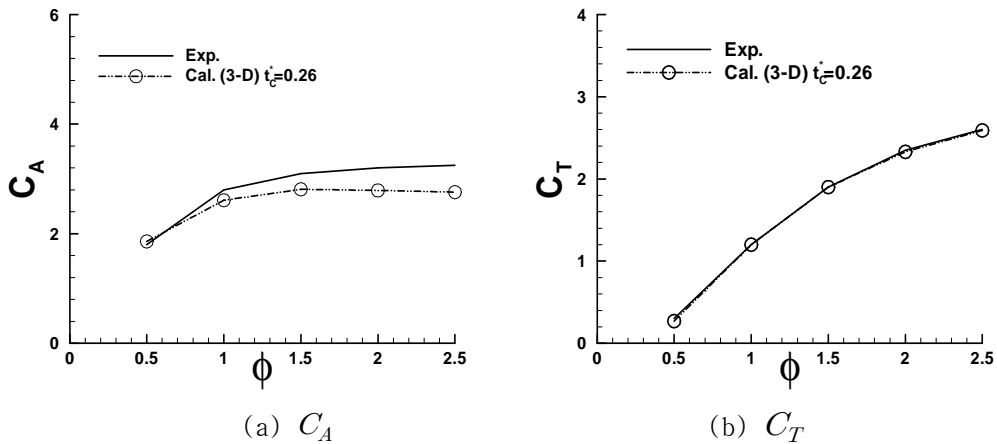 6
4
2
0
0
0.5
1
1.5
2
2.5
C_A
ϕ
Exp.
Cal. (3-D) t*_C=0.26
(a) C_A
4
3
2
1
0
0
0.5
1
1.5
2
2.5
C_T
ϕ
Exp.
Cal. (3-D) t*_C=0.26
(b) C_T